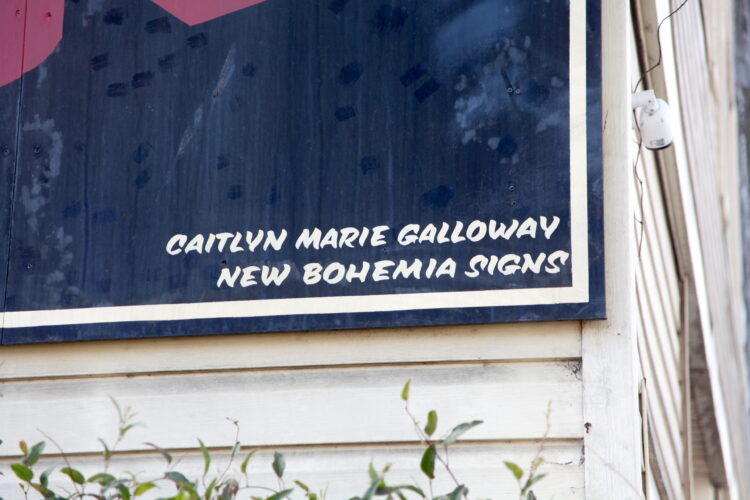 CAITLYN MARIE GALLOWAY
NEW BOHEMIA SIGNS